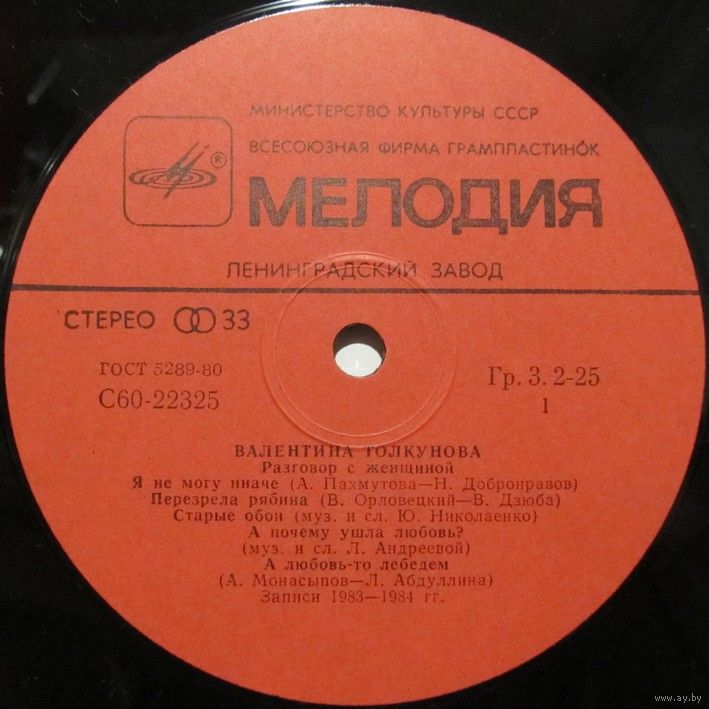 МИНИСТЕРСТВО КУЛЬТУРЫ СССР
ВСЕСОЮЗНАЯ ФИРМА ГРАМПЛАСТИНОК
®
МЕЛОДИЯ
ЛЕНИНГРАДСКИЙ ЗАВОД
СТЕРЕО 33
ГОСТ 5289-80
С60-22325
Гр. 3. 2-25
1
ВАЛЕНТИНА ТОЛКУНОВА
Разговор с женщиной
Я не могу иначе (А. Пахмутова—Н. Добронравов)
Перезрела рябина (В. Орловецкий—В. Дзюба)
Старые обои (муз. и сл. Ю. Николаенко)
А почему ушла любовь?
(муз. и сл. Л. Андреевой)
А любовь-то лебедем
(А. Монасыпов—Л. Абдуллина)
Записи 1983—1984 гг.
www.ay.by